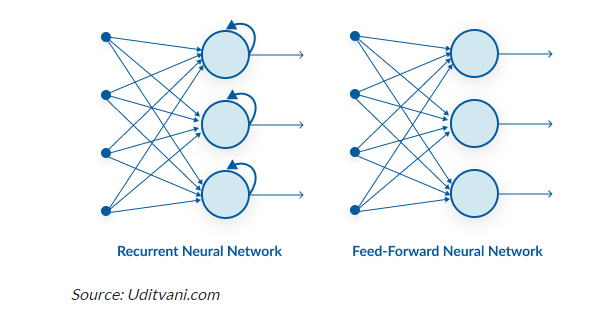 Recurrent Neural Network
Feed-Forward Neural Network
Source: Uditvani.com